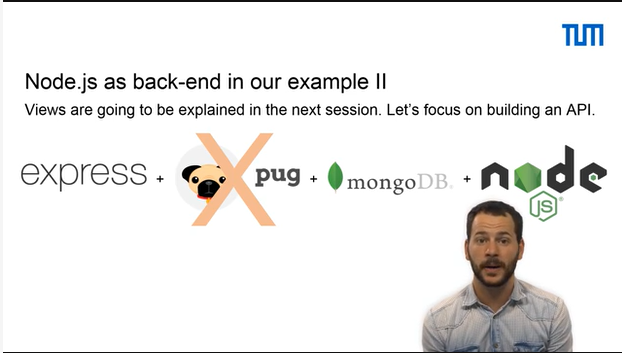 TUM
Node.js as back-end in our example II
Views are going to be explained in the next session. Let's focus on building an API.
express + pug + mongoDB. + node
JS